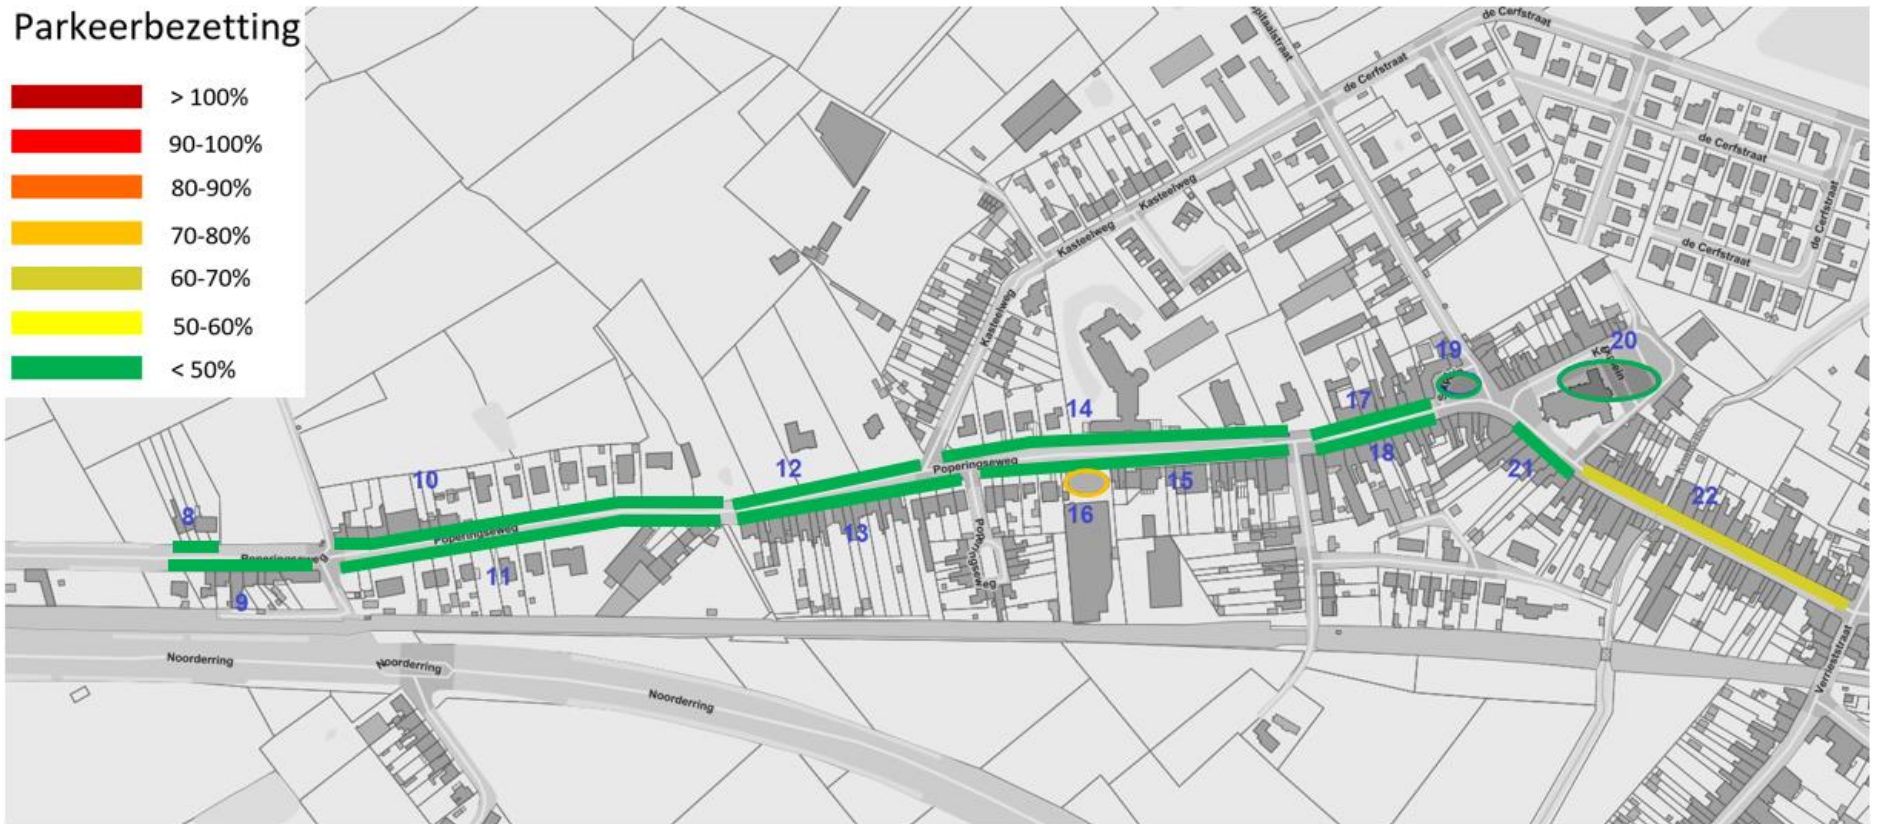 Parkeerbezetting
> 100%
90-100%
80-90%
70-80%
60-70%
50-60%
< 50%
de Cerfstraat
de Cerfstraat
de Cerfstraat
de Cerfstraat
de Cerfstraat
Kasteelweg
Kasteelweg
Kasteelweg
20
19
17
14
18
12
10
15
21
22
16
8
13
11
9
Poperingseweg
Poperingseweg
Poperingseweg
Noorderring
Noorderring
Noorderring
Verrieststraat